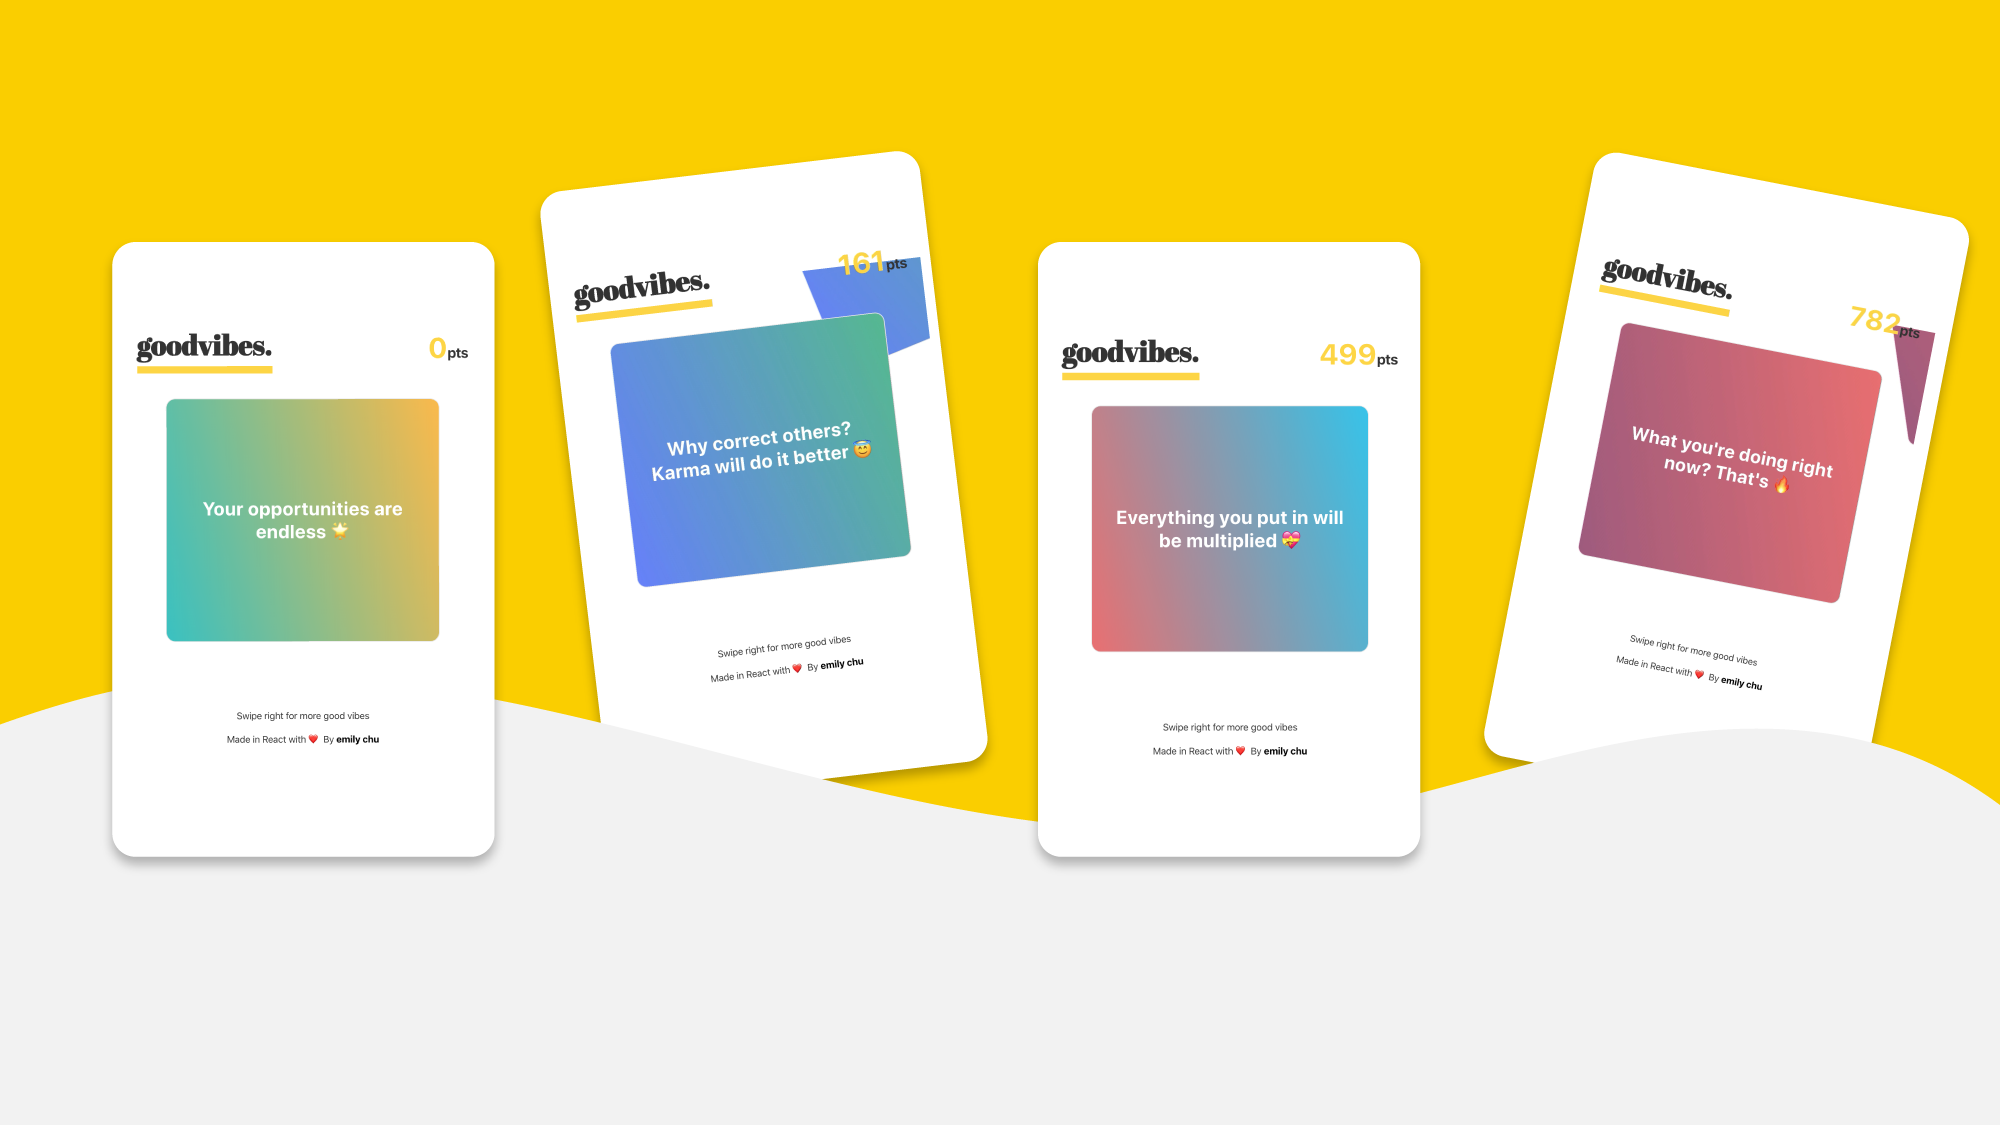 goodvibes.
0pts
Your opportunities are
endless 🌟
Swipe right for more good vibes
Made in React with ❤️ By emily chu
goodvibes.
161pts
Why correct others?
Karma will do it better 😇
Swipe right for more good vibes
Made in React with ❤️ By emily chu
goodvibes.
499pts
Everything you put in will
be multiplied 💝
Swipe right for more good vibes
Made in React with ❤️ By emily chu
goodvibes.
782pts
What you're doing right
now? That's 🔥
Swipe right for more good vibes
Made in React with ❤️ By emily chu